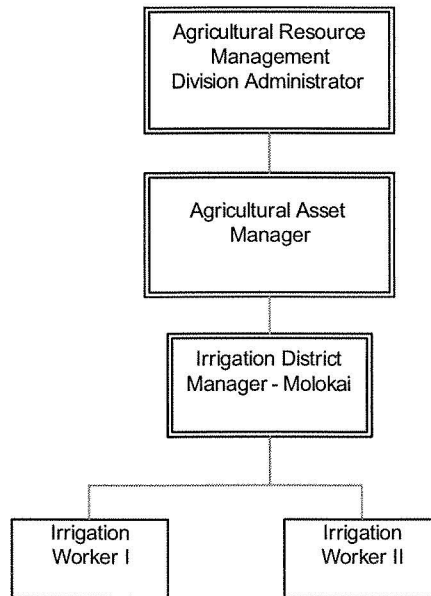 Agricultural Resource
Management
Division Administrator
Agricultural Asset
Manager
Irrigation District
Manager - Molokai
Irrigation
Worker I
Irrigation
Worker II